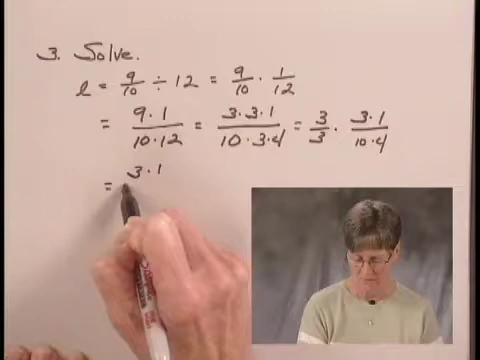 3. Solve.
l = 9/10 ÷ 12 = 9/10 · 1/12
= 9·1/10·12 = 3·3·1/10·3·4 = 3/3 · 3·1/10·4
= 3·1